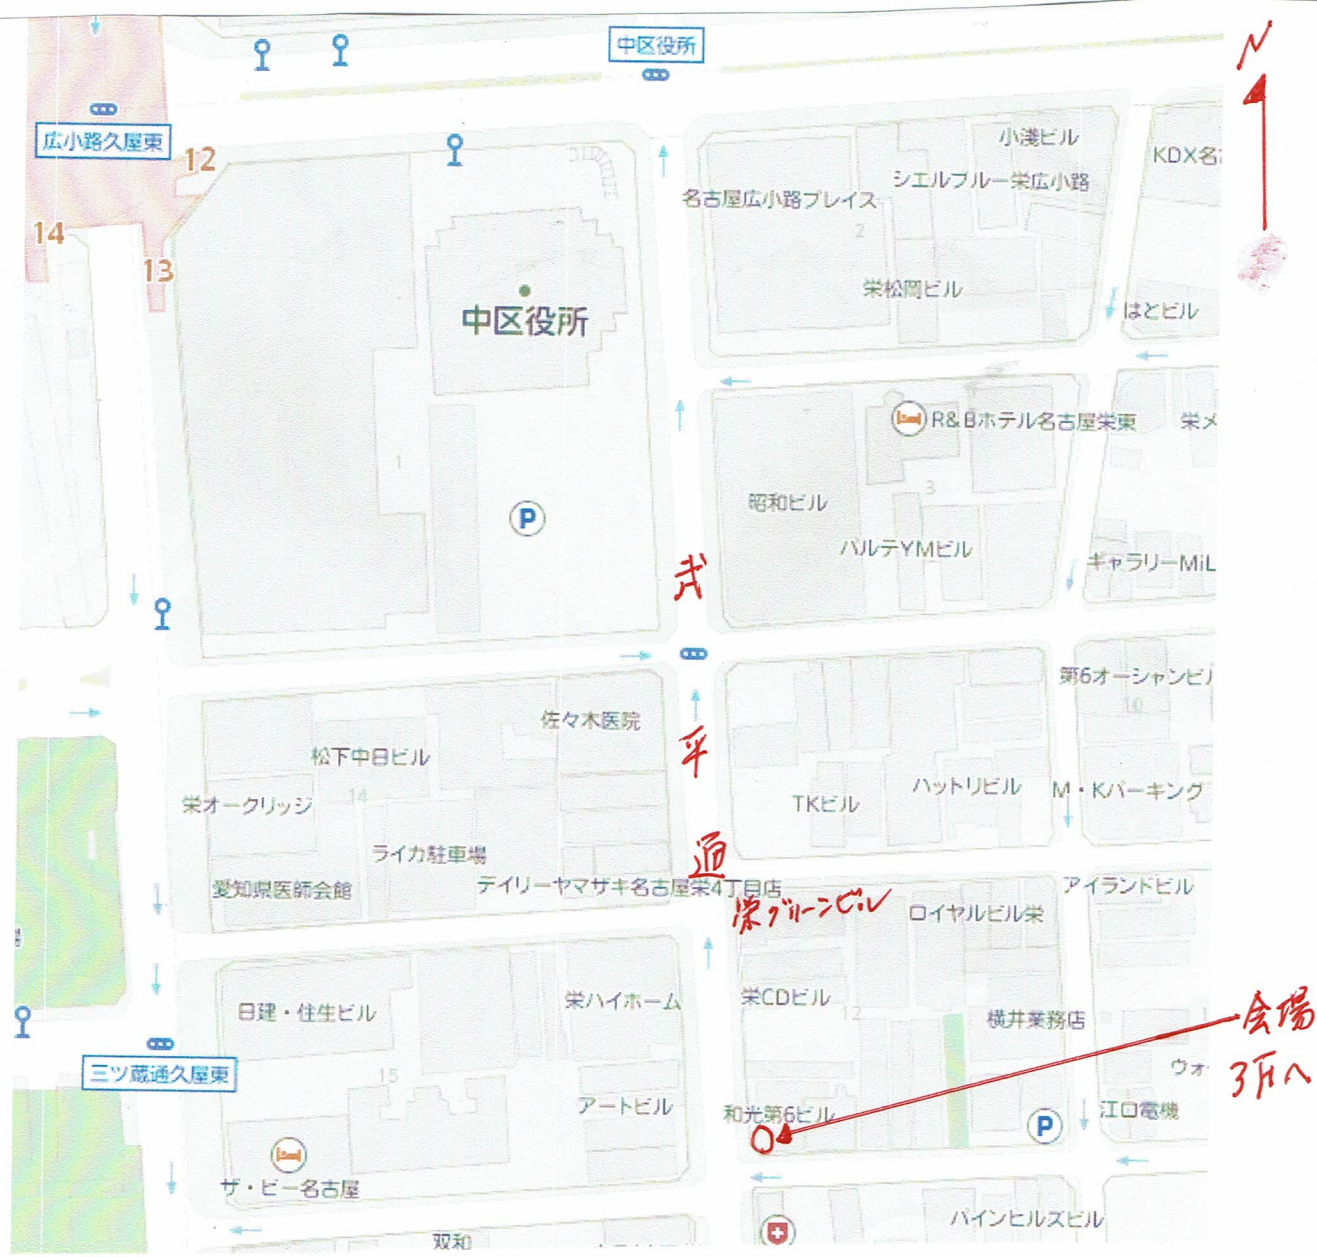 中区役所
N
広小路久屋東
12
小浅ビル
KDX名
シエルブルー栄広小路
名古屋広小路プレイス
2
14
13
栄松岡ビル
はとビル
中区役所
R&Bホテル名古屋栄東
栄メ
1
3
昭和ビル
P
パルテYMビル
ギャラリーMiL
武
第6オーシャンビル
10
佐々木医院
平
松下中日ビル
14
栄オークリッジ
TKビル
ハットリビル
M・Kパーキング
ライカ駐車場
通
愛知県医師会館
デイリーヤマザキ名古屋栄4丁目店
アイランドビル
栄グリーンビル
ロイヤルビル栄
場
日建・住生ビル
栄ハイホーム
栄CDビル
12
横井業務店
会場
3F
三ツ蔵通久屋東
15
ウォ
アートビル
和光第6ビル
P
江口電機
ザ・ビー名古屋
双和
パインヒルズビル